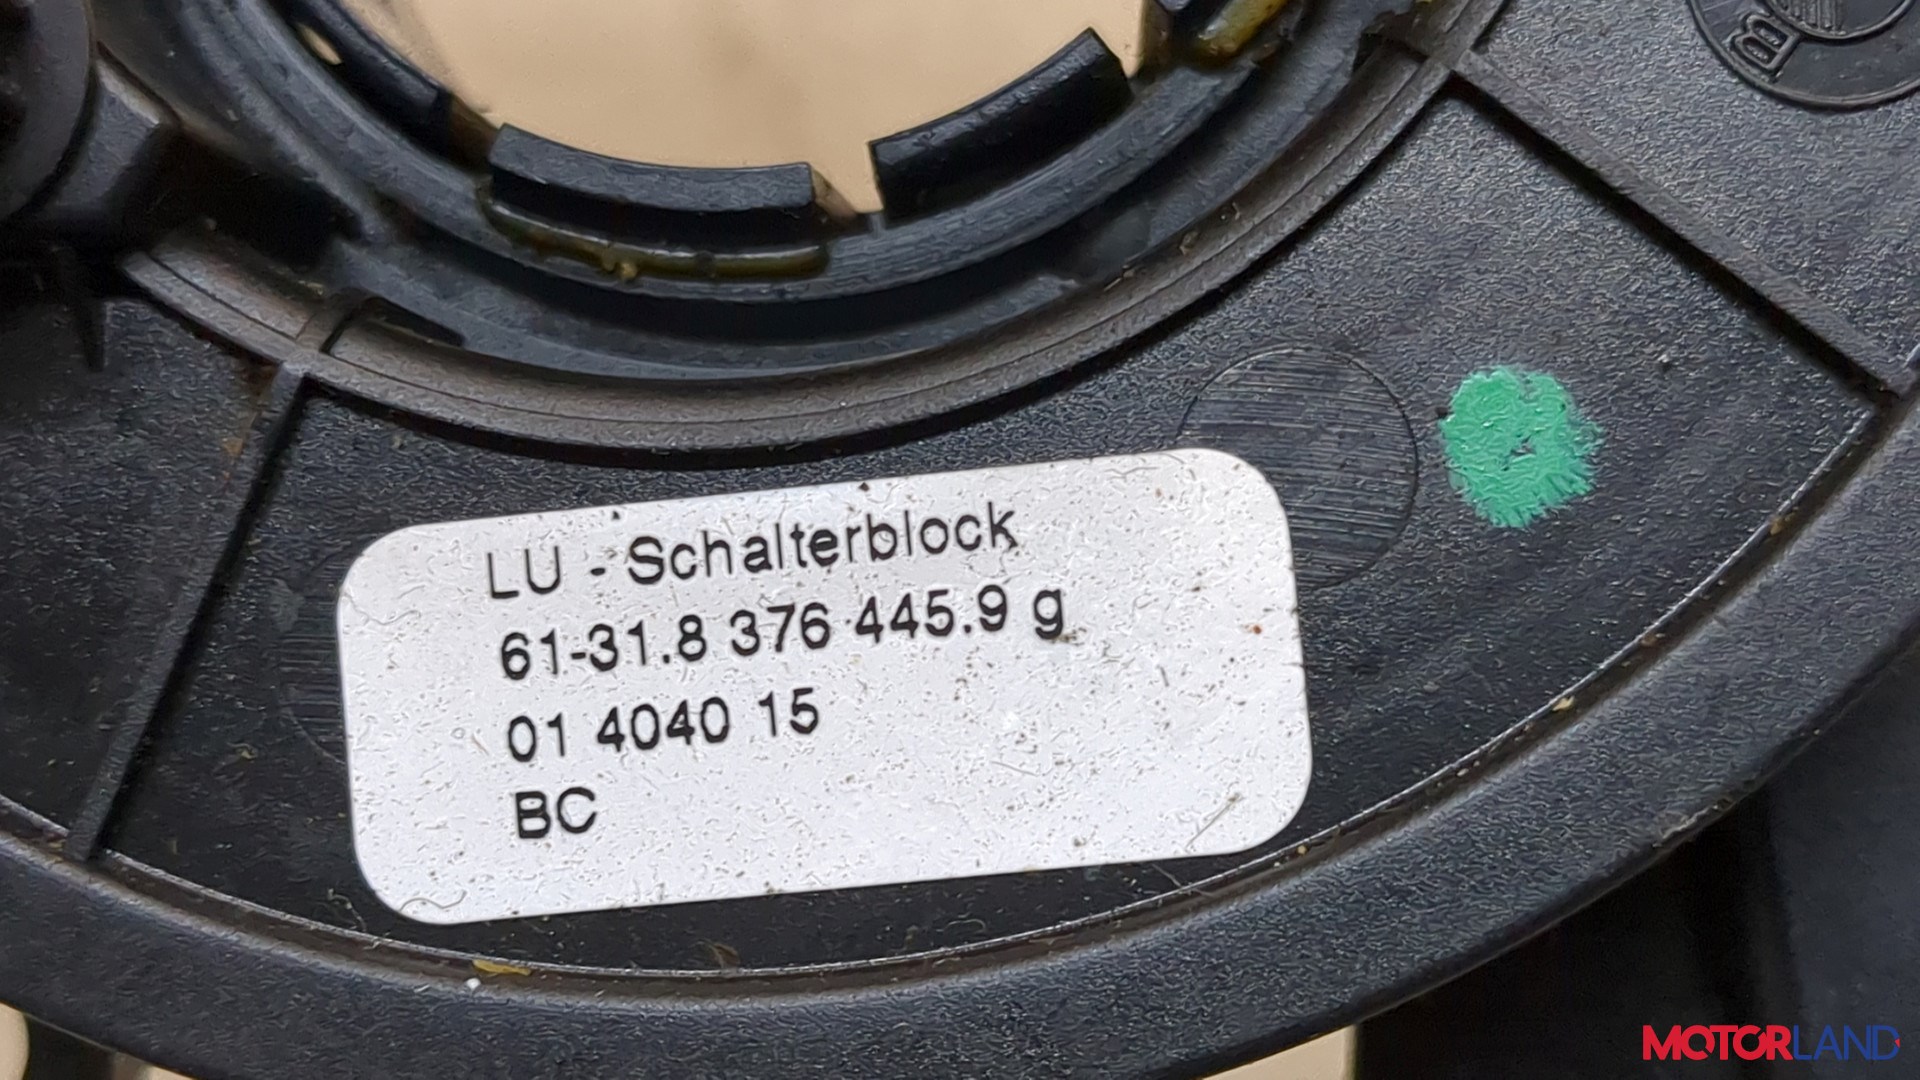 B
LU - Schalterblock
61-31.8 376 445.9 g
01 4040 15
BC
MOTORLAND